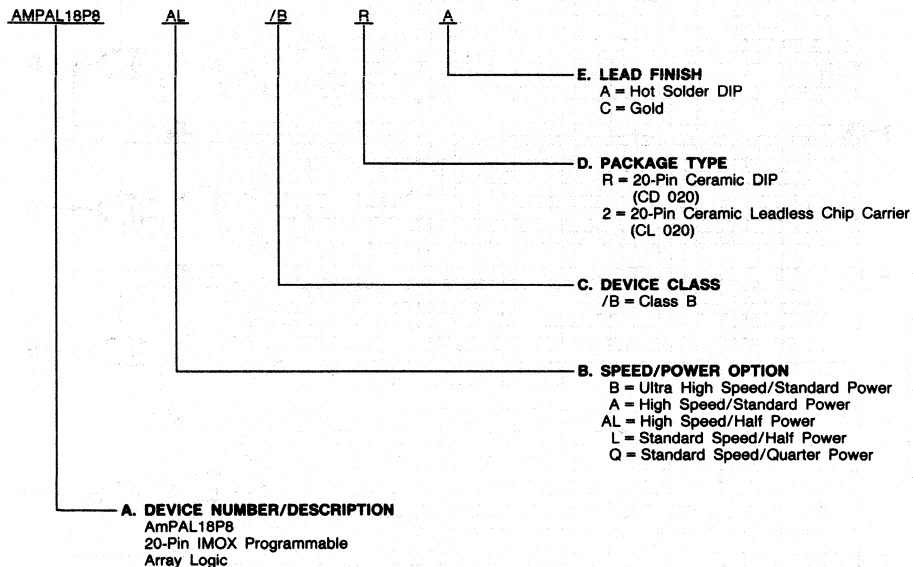 AMPAL18P8 AL /B R A
E. LEAD FINISH
A = Hot Solder DIP
C = Gold
D. PACKAGE TYPE
R = 20-Pin Ceramic DIP
(CD 020)
2 = 20-Pin Ceramic Leadless Chip Carrier
(CL 020)
C. DEVICE CLASS
/B = Class B
B. SPEED/POWER OPTION
B = Ultra High Speed/Standard Power
A = High Speed/Standard Power
AL = High Speed/Half Power
L = Standard Speed/Half Power
Q = Standard Speed/Quarter Power
A. DEVICE NUMBER/DESCRIPTION
AmPAL18P8
20-Pin IMOX Programmable
Array Logic